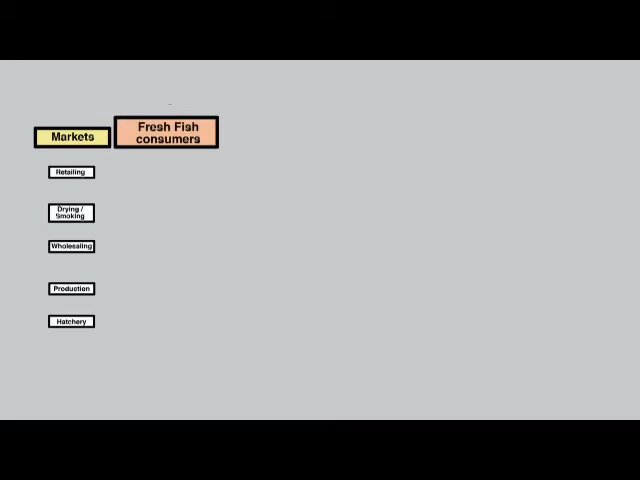 Markets
Fresh Fish
consumers
Retailing
Drying /
Smoking
Wholesaling
Production
Hatchery